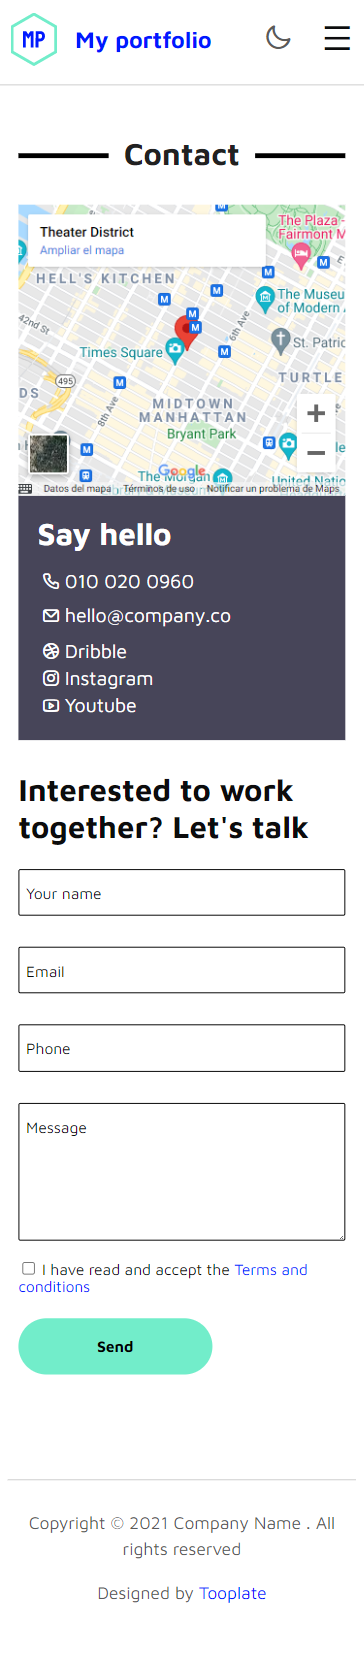 MP My portfolio
Contact
Theater District
Ampliar el mapa
The Plaza -
Fairmont M
HELL'S KITCHEN
The Museu
of Modern A
42nd St
6th Ave
St. Patric
Times Square
TURTLE
DS
495
8th Ave
MIDTOWN
MANHATTAN
Bryant Park
The Morgan
United Nation
Google
Datos del mapa Términos de uso Notificar un problema de Maps
Say hello
010 020 0960
hello@company.co
Dribble
Instagram
Youtube
Interested to work
together? Let's talk
Your name
Email
Phone
Message
I have read and accept the Terms and
conditions
Send
Copyright © 2021 Company Name . All
rights reserved
Designed by Tooplate